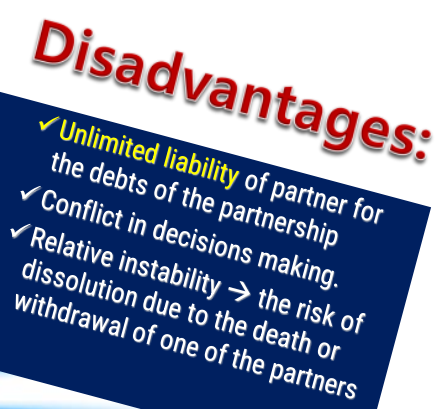 Disadvantages:
✓Unlimited liability of partner for
the debts of the partnership
✓Conflict in decisions making.
✓Relative instability → the risk of
dissolution due to the death or
withdrawal of one of the partners